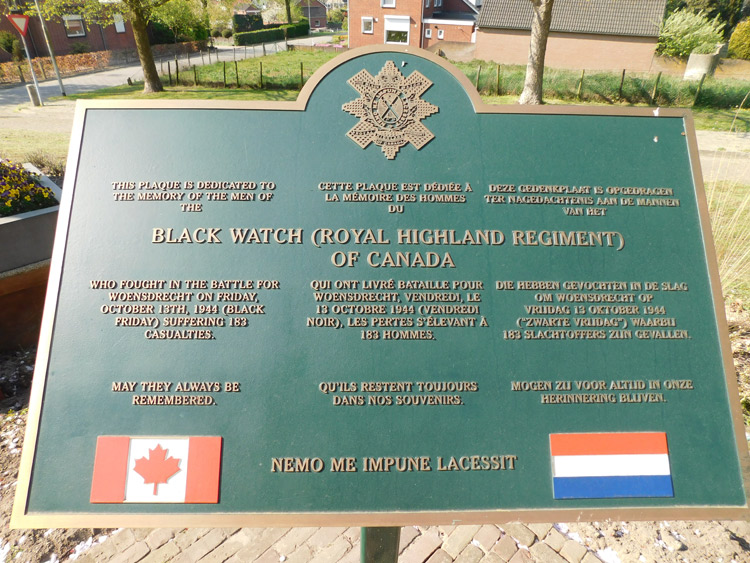 THIS PLAQUE IS DEDICATED TO
THE MEMORY OF THE MEN OF
THE
CETTE PLAQUE EST DÉDIÉE À
LA MÉMOIRE DES HOMMES
DU
DEZE GEDENKPLAAT IS OPGEDRAGEN
TER NAGEDACHTENIS AAN DE MANNEN
VAN HET
BLACK WATCH (ROYAL HIGHLAND REGIMENT)
OF CANADA
WHO FOUGHT IN THE BATTLE FOR
WOENSDRECHT ON FRIDAY,
OCTOBER 13TH, 1944 (BLACK
FRIDAY) SUFFERING 183
CASUALTIES.
QUI ONT LIVRÉ BATAILLE POUR
WOENSDRECHT, VENDREDI, LE
13 OCTOBRE 1944 (VENDREDI
NOIR), LES PERTES S'ÉLEVANT À
183 HOMMES.
DIE HEBBEN GEVOCHTEN IN DE SLAG
OM WOENSDRECHT OP
VRIJDAG 13 OKTOBER 1944
("ZWARTE VRIJDAG") WAARBIJ
183 SLACHTOFFERS ZIJN GEVALLEN.
MAY THEY ALWAYS BE
REMEMBERED.
QU'ILS RESTENT TOUJOURS
DANS NOS SOUVENIRS.
MOGEN ZIJ VOOR ALTIJD IN ONZE
HERINNERING BLIJVEN.
NEMO ME IMPUNE LACESSIT